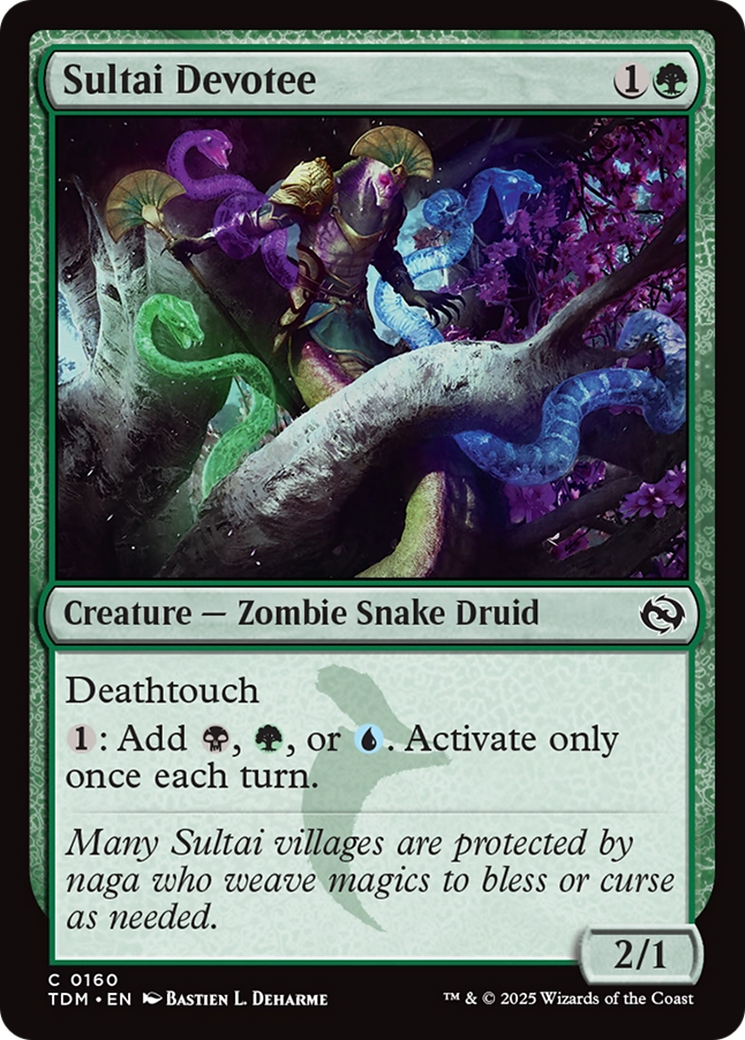 Sultai Devotee 1
Creature — Zombie Snake Druid
Deathtouch
1: Add , , or . Activate only
once each turn.
Many Sultai villages are protected by
naga who weave magics to bless or curse
as needed.
2/1
C 0160
TDM • EN Bastien L. Deharme
™ & © 2025 Wizards of the Coast